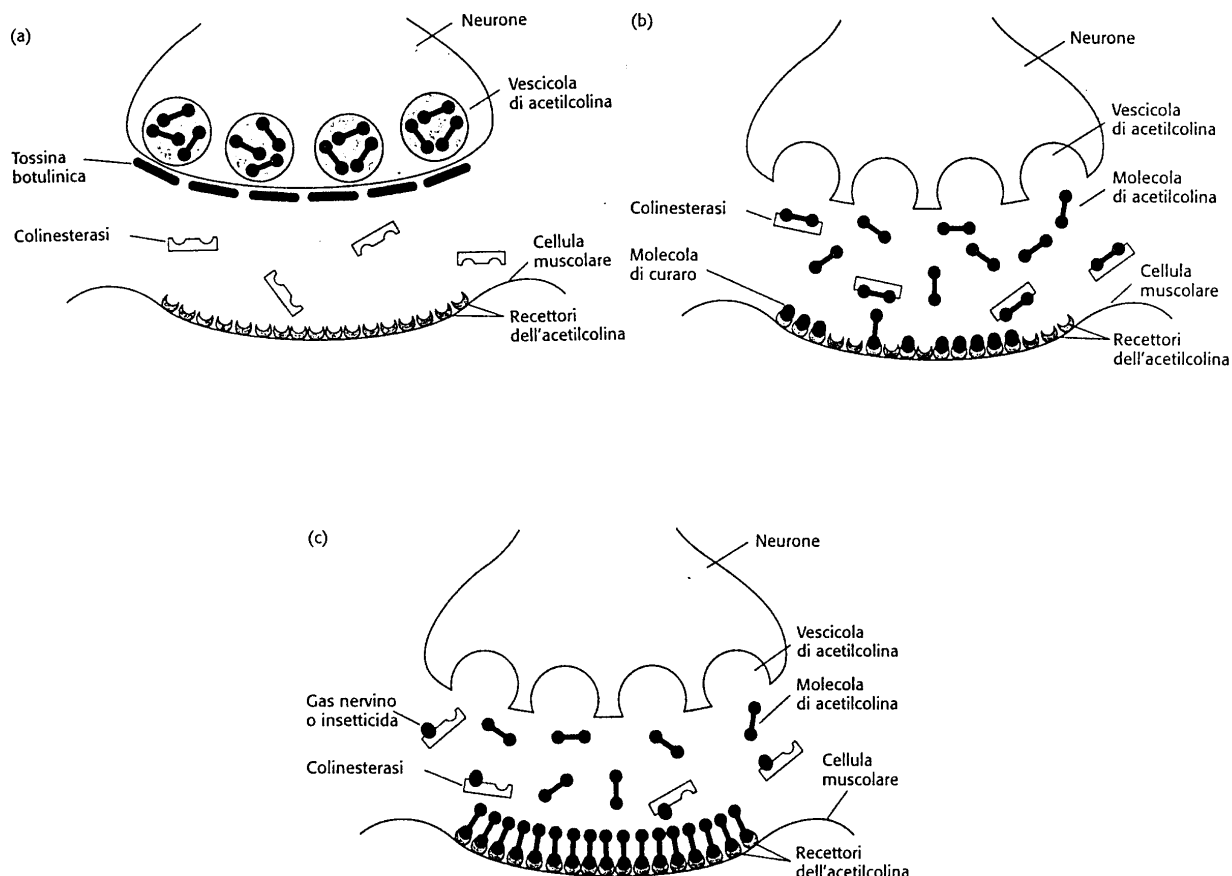 (a)
Neurone
Vescicola
di acetilcolina
Tossina
botulinica
Colinesterasi
Cellula
muscolare
Recettori
dell'acetilcolina
(b)
Neurone
Vescicola
di acetilcolina
Molecola
di acetilcolina
Colinesterasi
Molecola
di curaro
Cellula
muscolare
Recettori
dell'acetilcolina
(c)
Neurone
Vescicola
di acetilcolina
Gas nervino
o insetticida
Molecola
di acetilcolina
Colinesterasi
Cellula
muscolare
Recettori
dell'acetilcolina